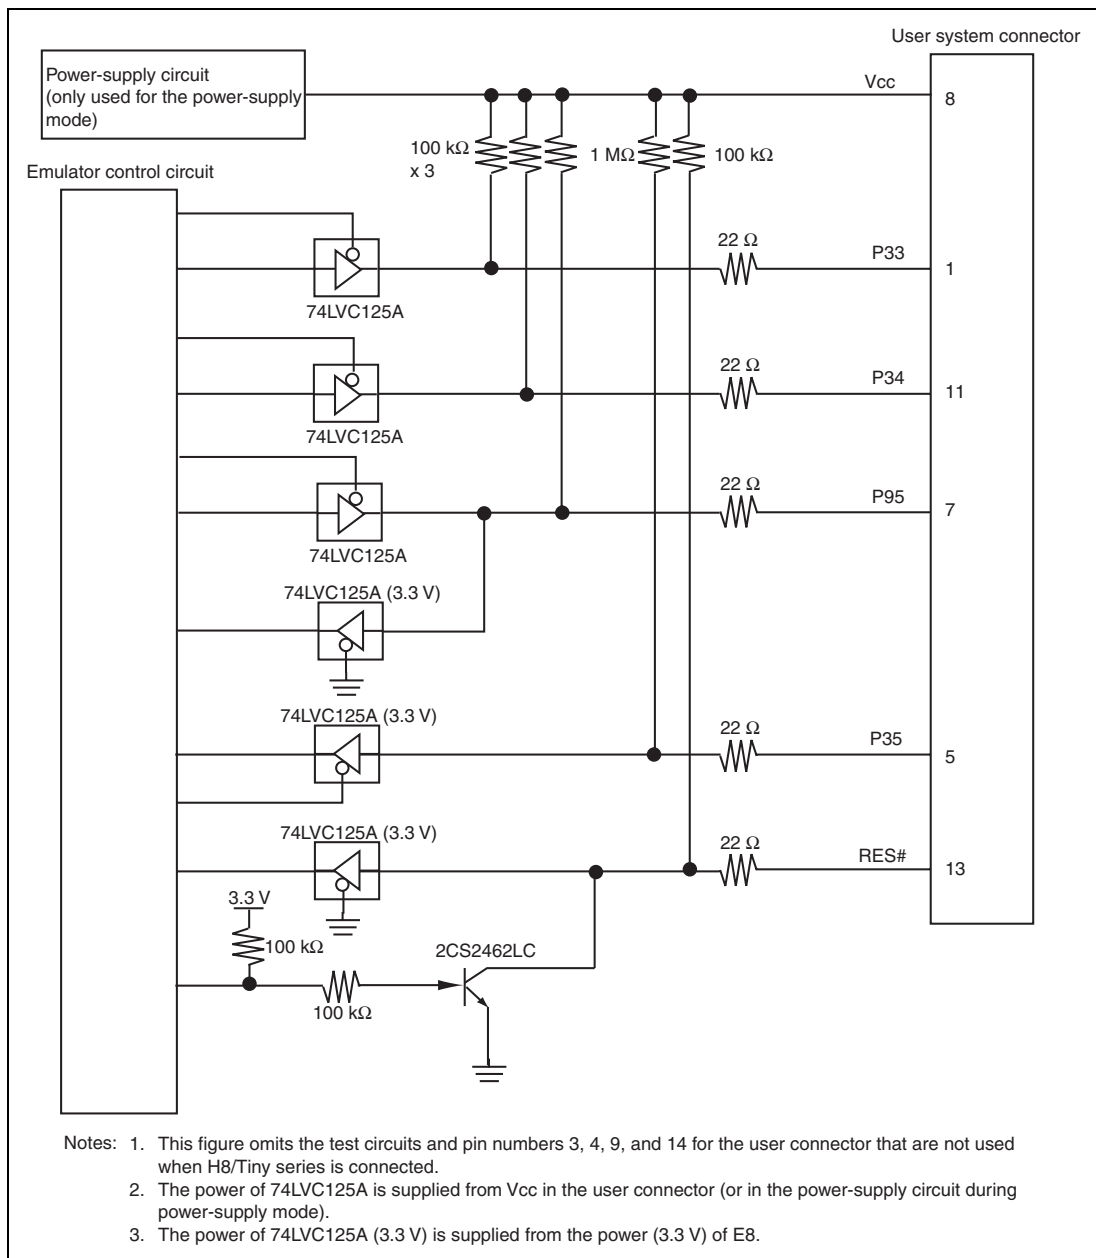 User system connector
Power-supply circuit
(only used for the power-supply
mode)
Vcc
8
100 kΩ
x 3
1 MΩ
100 kΩ
Emulator control circuit
22 Ω
P33
1
74LVC125A
22 Ω
P34
11
74LVC125A
22 Ω
P95
7
74LVC125A
74LVC125A (3.3 V)
74LVC125A (3.3 V)
22 Ω
P35
5
74LVC125A (3.3 V)
22 Ω
RES#
13
3.3 V
100 kΩ
2CS2462LC
100 kΩ
Notes: 1. This figure omits the test circuits and pin numbers 3, 4, 9, and 14 for the user connector that are not used
when H8/Tiny series is connected.
2. The power of 74LVC125A is supplied from Vcc in the user connector (or in the power-supply circuit during
power-supply mode).
3. The power of 74LVC125A (3.3 V) is supplied from the power (3.3 V) of E8.